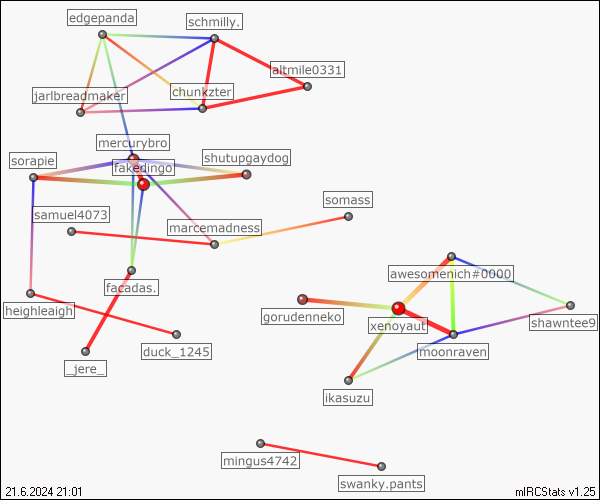 edgepanda
schmilly.
altmile0331
jarlbreadmaker
chunkzter
mercurybro
sorapie
fakedingo
shutupgaydog
samuel4073
marcemadness
somass
awesomenich#0000
facadas.
heighleaigh
gorudenneko
xenoyaut
shawntee9
duck_1245
moonraven
_jere_
ikasuzu
mingus4742
swanky.pants
21.6.2024 21:01
mIRCStats v1.25